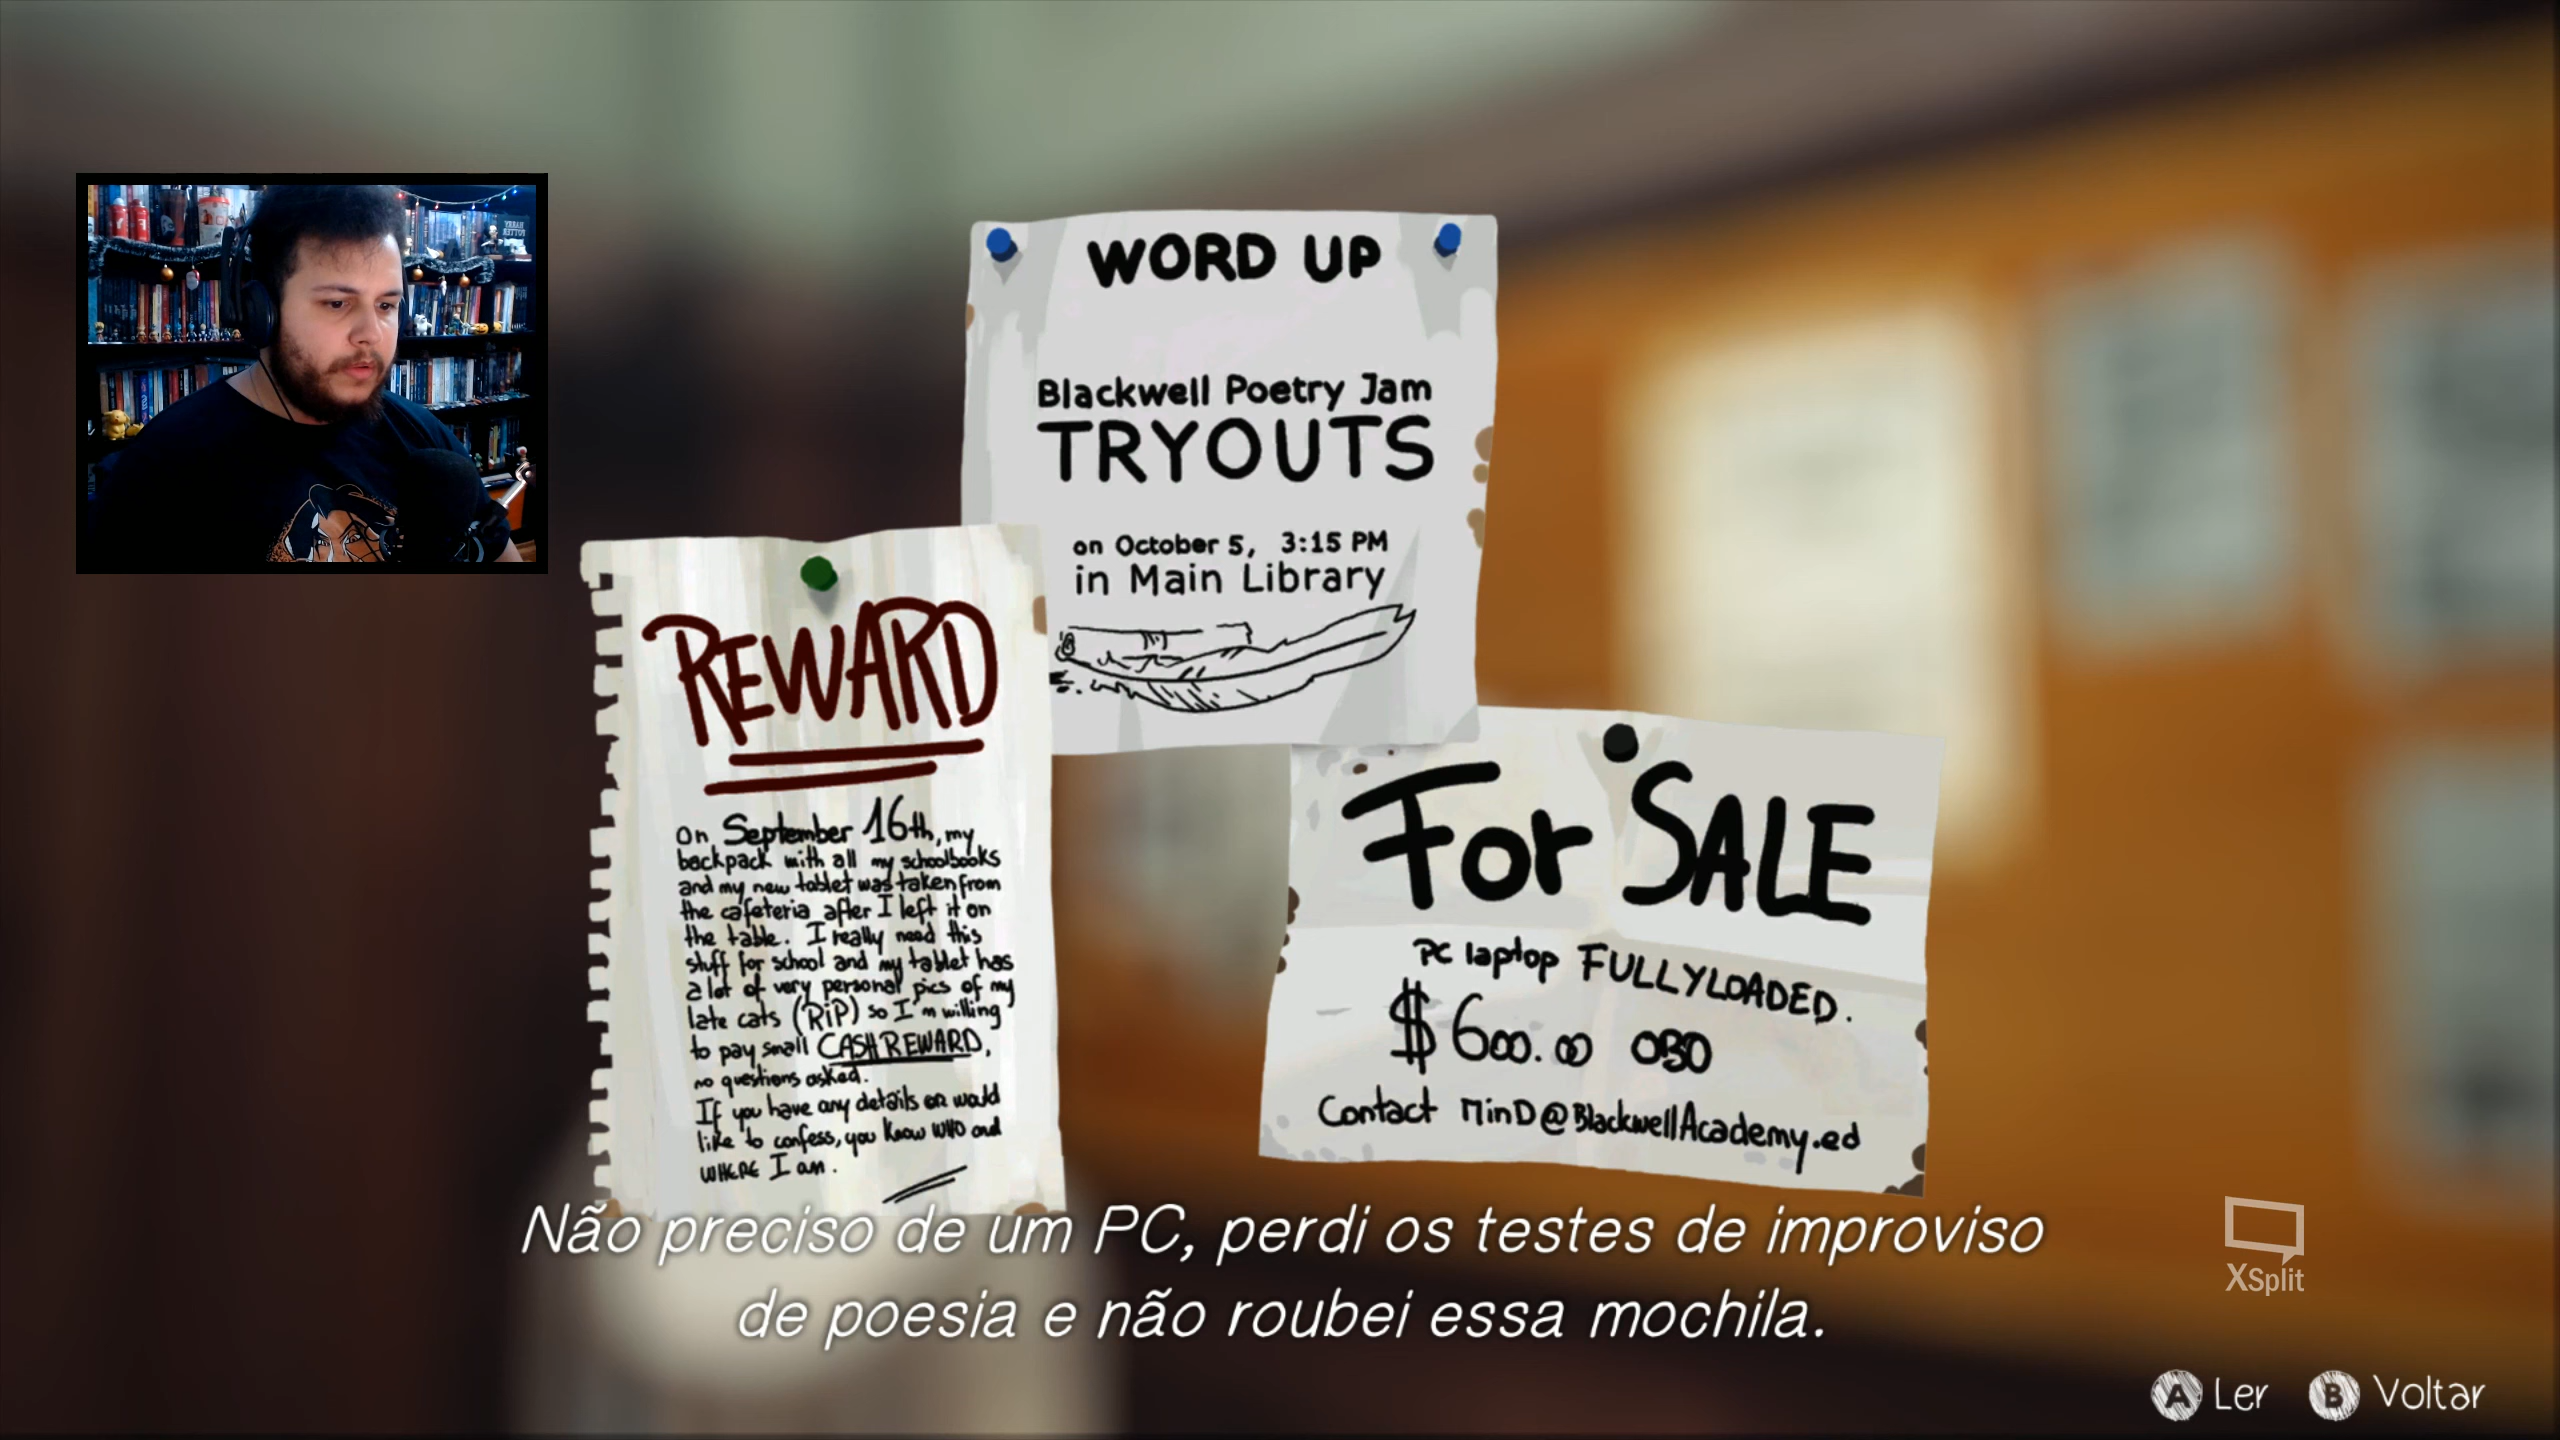 HARRY
POTTER
WORD UP
Blackwell Poetry Jam
TRYOUTS
on October 5, 3:15 PM
in Main Library
REWARD
On September 16th, my
backpack with all my schoolbooks
and my new tablet was taken from
the cafeteria after I left it on
the table. I really need this
stuff for school and my tablet has
a lot of very personal pics of my
late cats (RiP) so I'm willing
to pay small CASH REWARD,
no questions asked.
If you have any details or would
like to confess, you know WHO and
WHERE I am.
For SALE
PC laptop FULLY LOADED.
$600.00 OBO
Contact MinD@BlackwellAcademy.ed
Não preciso de um PC, perdi os testes de improviso
de poesia e não roubei essa mochila.
XSplit
A Ler B Voltar